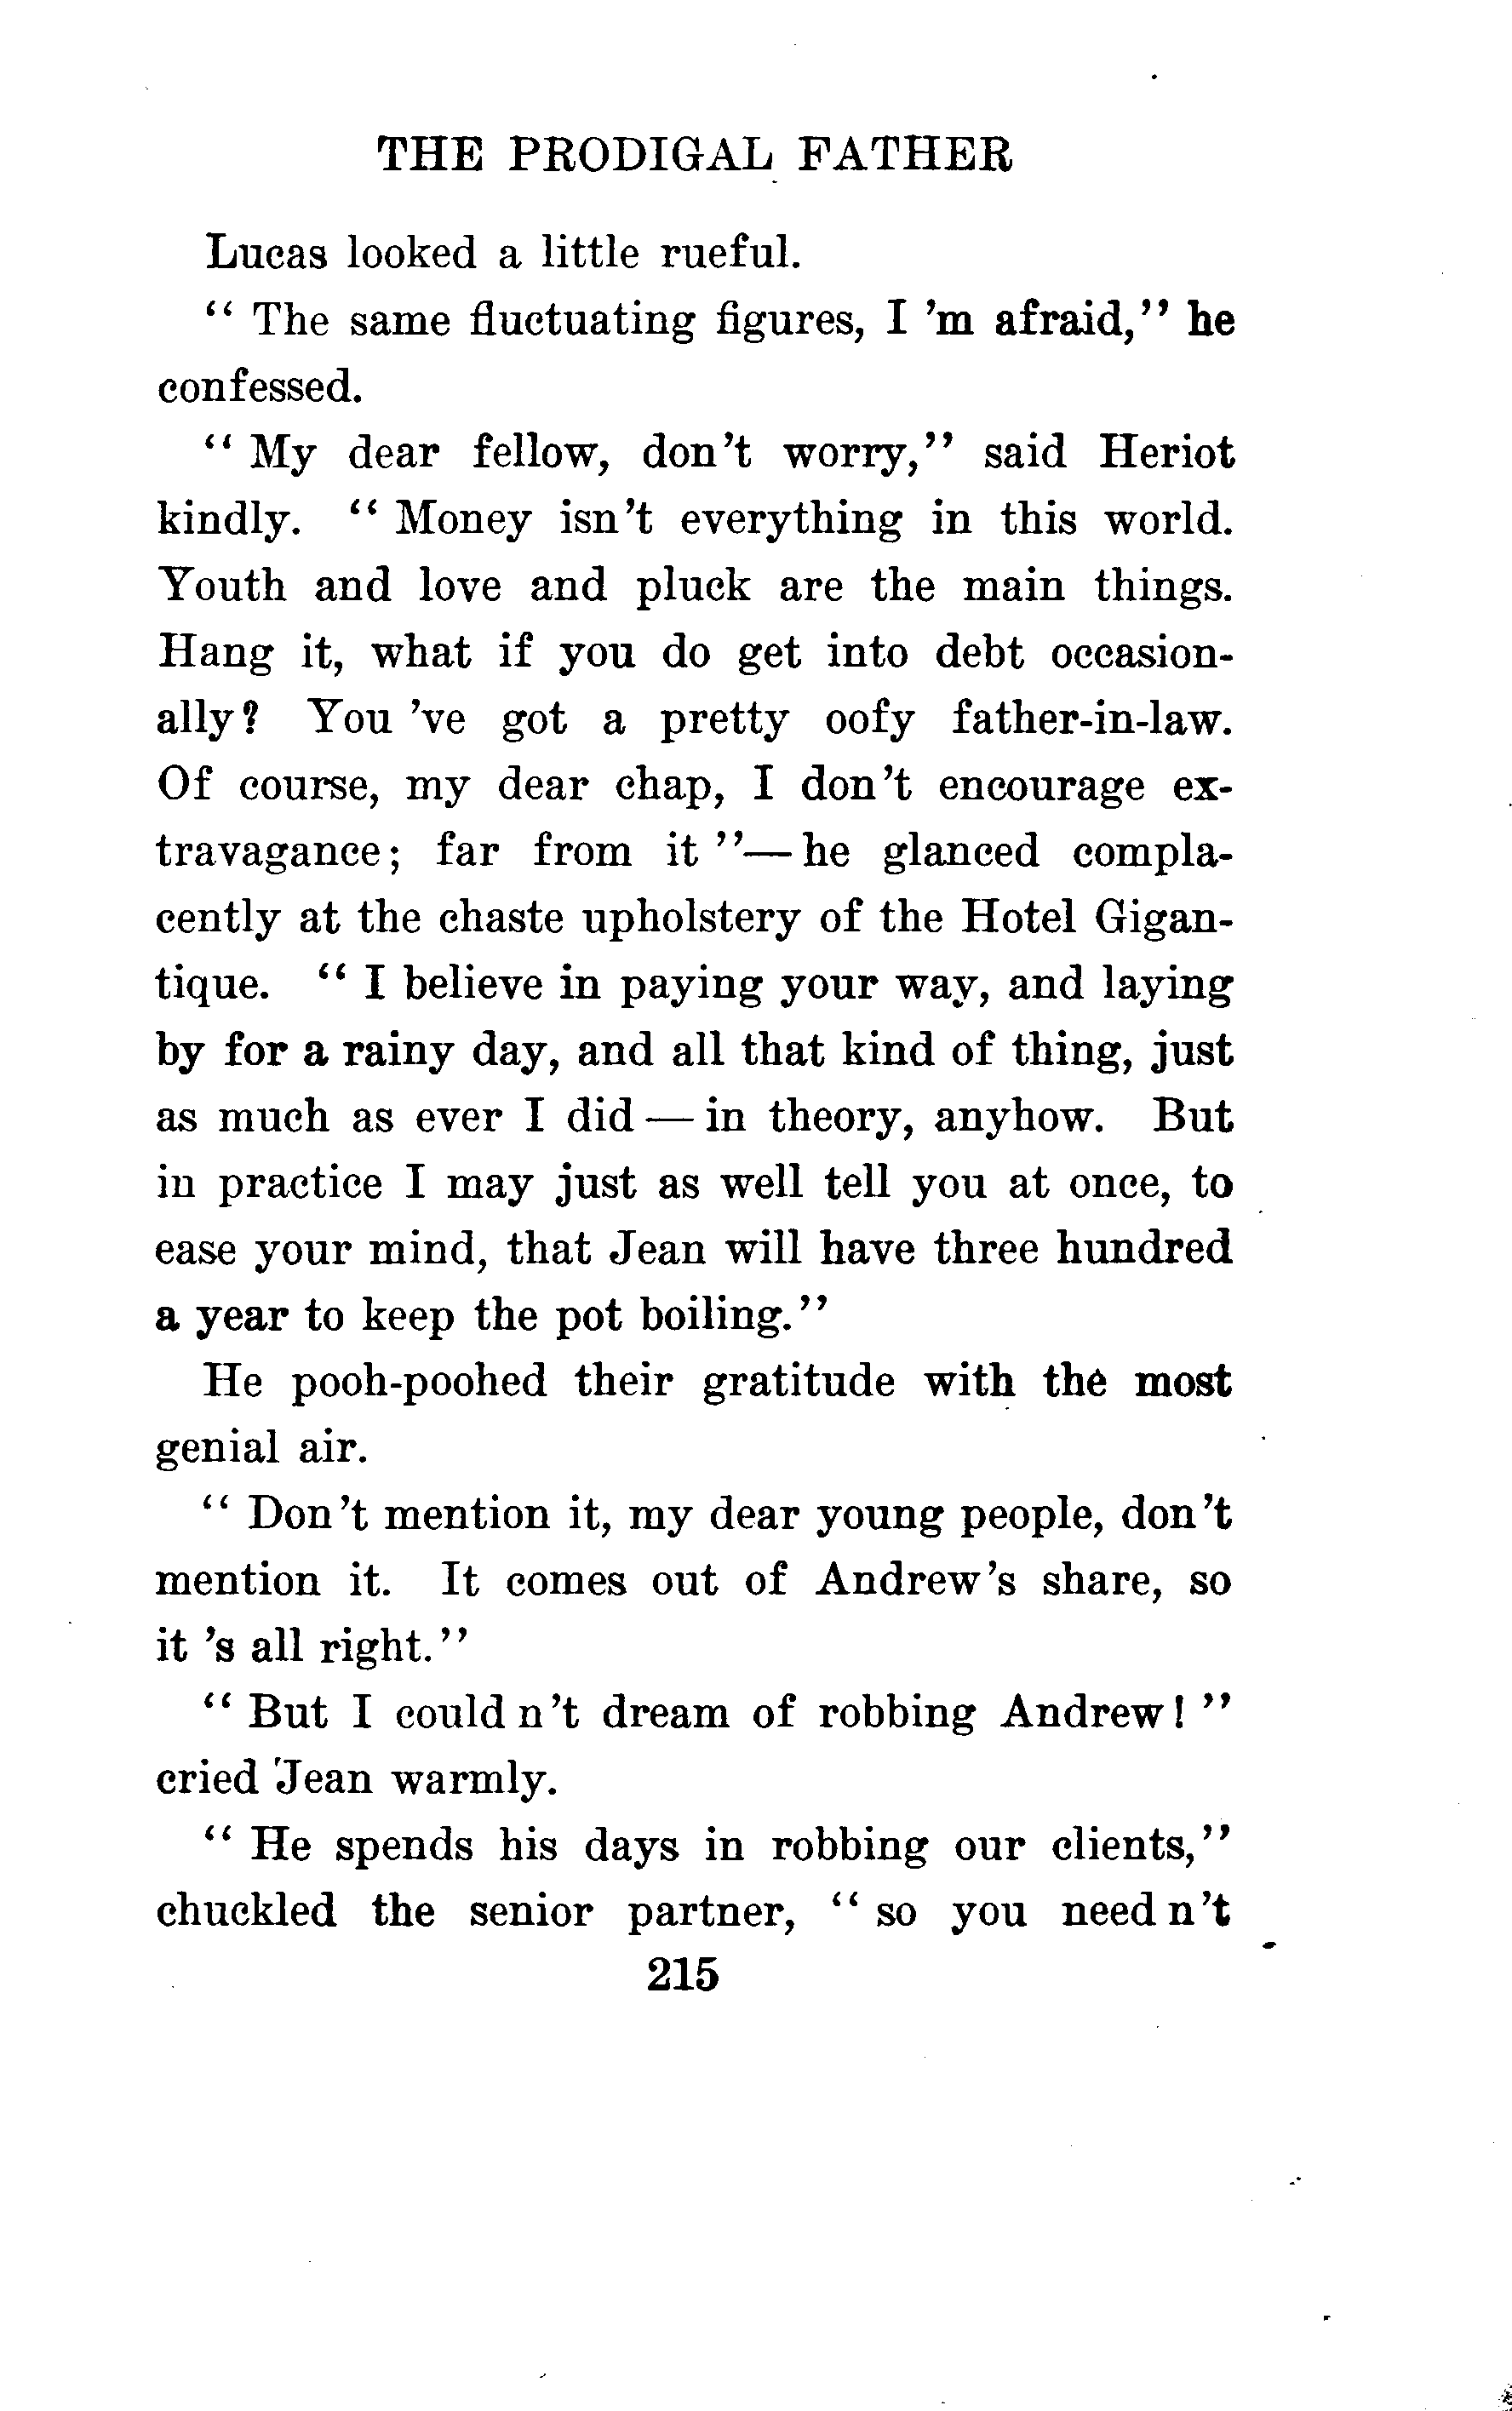 THE PRODIGAL FATHER
Lucas looked a little rueful.
“ The same fluctuating figures, I 'm afraid,” he
confessed.
“ My dear fellow, don't worry,” said Heriot
kindly. “ Money isn't everything in this world.
Youth and love and pluck are the main things.
Hang it, what if you do get into debt occasion-
ally? You 've got a pretty oofy father-in-law.
Of course, my dear chap, I don't encourage ex-
travagance; far from it ”— he glanced compla-
cently at the chaste upholstery of the Hotel Gigan-
tique. “ I believe in paying your way, and laying
by for a rainy day, and all that kind of thing, just
as much as ever I did — in theory, anyhow. But
in practice I may just as well tell you at once, to
ease your mind, that Jean will have three hundred
a year to keep the pot boiling.”
He pooh-poohed their gratitude with the most
genial air.
“ Don't mention it, my dear young people, don't
mention it. It comes out of Andrew's share, so
it 's all right.”
“ But I could n't dream of robbing Andrew! ”
cried Jean warmly.
“ He spends his days in robbing our clients,”
chuckled the senior partner, “ so you need n't
215